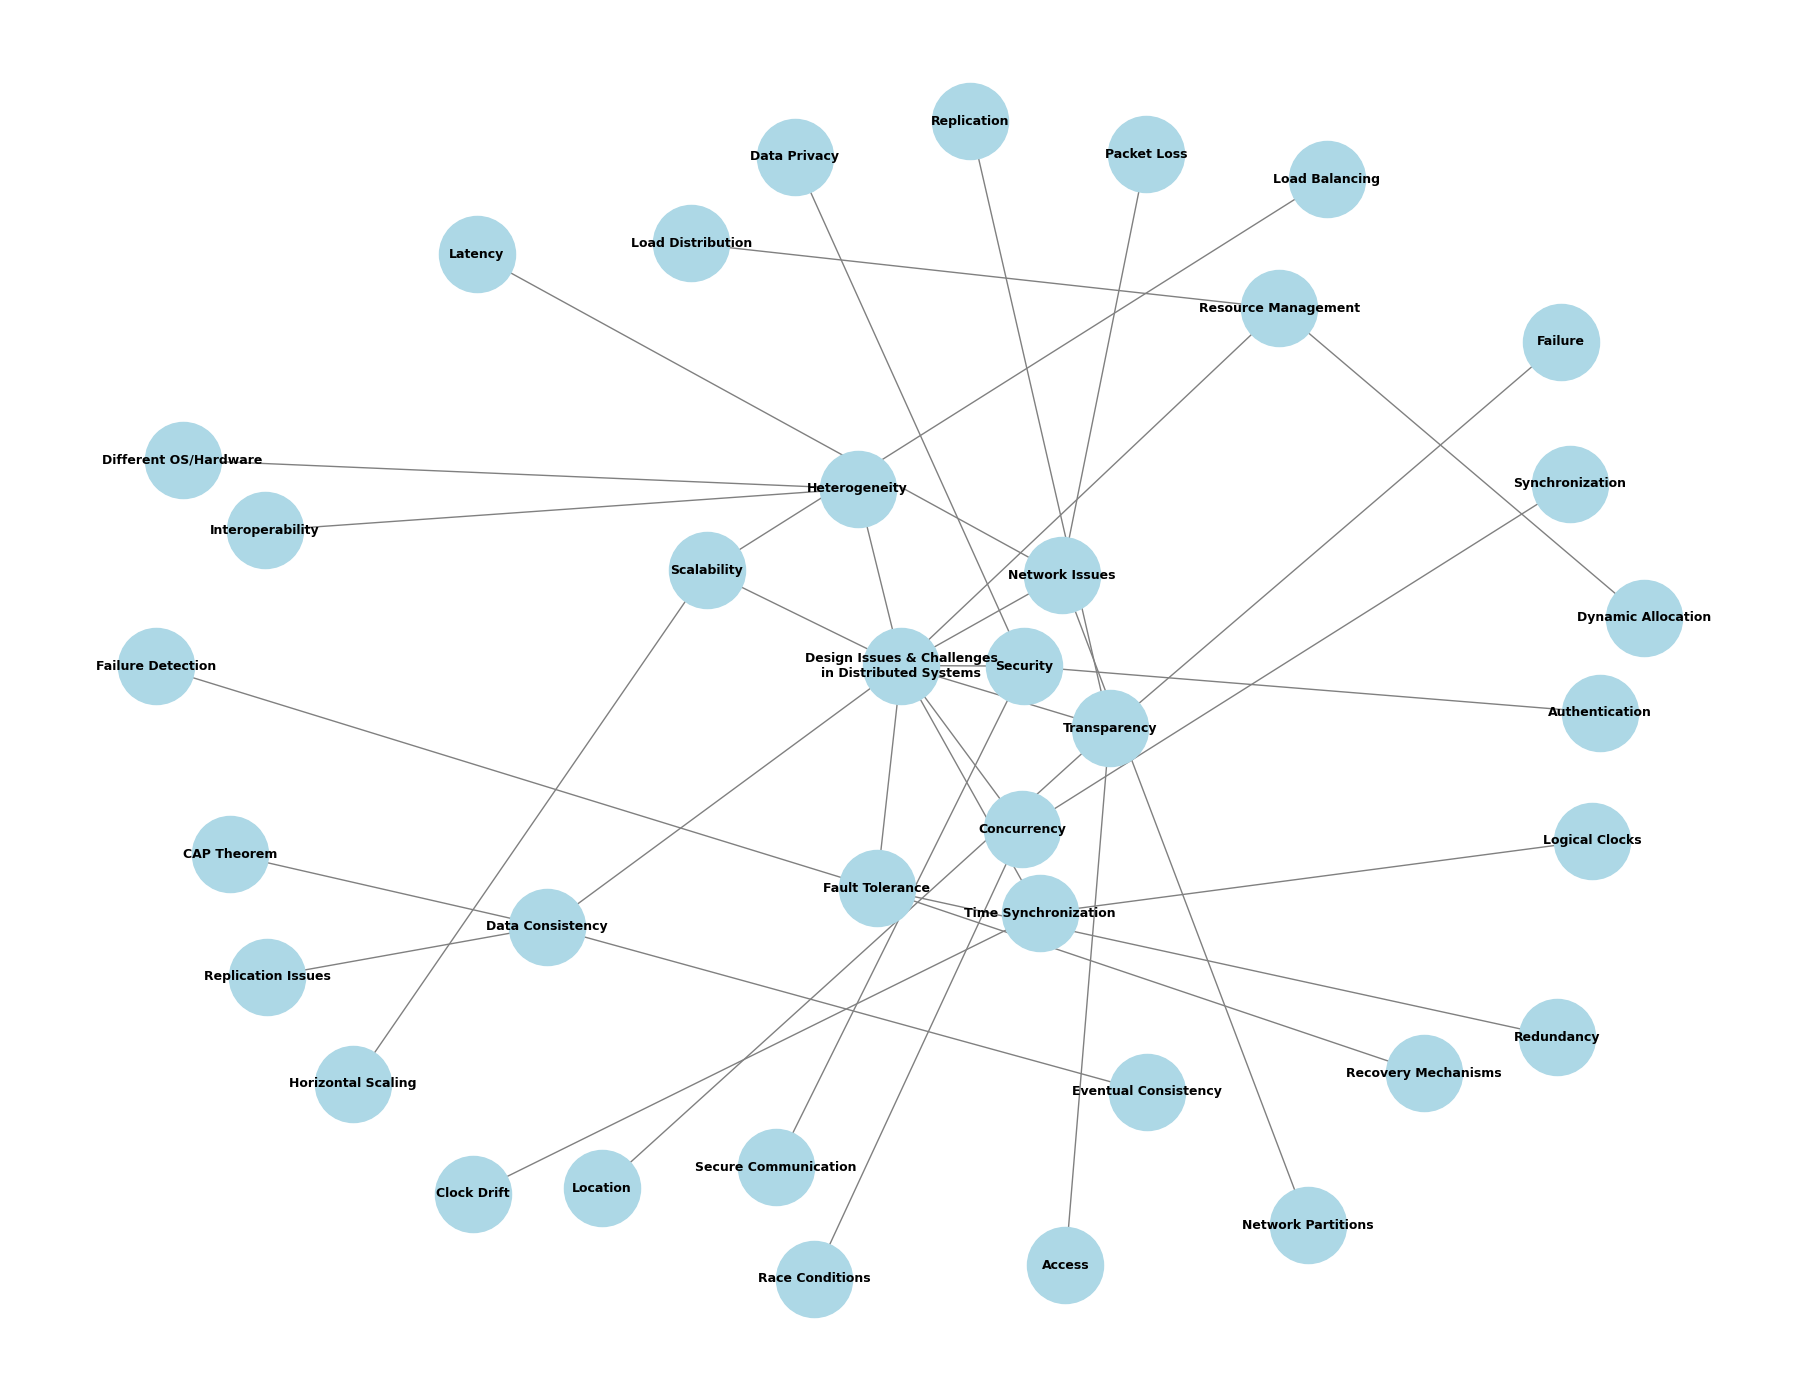 Replication
Packet Loss
Data Privacy
Load Balancing
Load Distribution
Latency
Resource Management
Failure
Different OS/Hardware
Synchronization
Heterogeneity
Interoperability
Scalability
Network Issues
Dynamic Allocation
Design Issues & Challenges
in Distributed Systems
Security
Failure Detection
Authentication
Transparency
Concurrency
Logical Clocks
CAP Theorem
Fault Tolerance
Time Synchronization
Data Consistency
Replication Issues
Redundancy
Recovery Mechanisms
Horizontal Scaling
Eventual Consistency
Secure Communication
Location
Clock Drift
Network Partitions
Access
Race Conditions